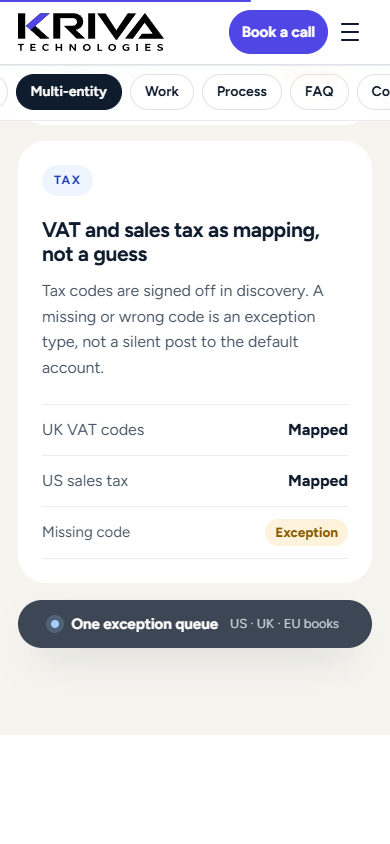 KRIVA
TECHNOLOGIES
Book a call
Multi-entity
Work
Process
FAQ
Co
TAX
VAT and sales tax as mapping,
not a guess
Tax codes are signed off in discovery. A
missing or wrong code is an exception
type, not a silent post to the default
account.
UK VAT codes Mapped
US sales tax Mapped
Missing code Exception
One exception queue US · UK · EU books